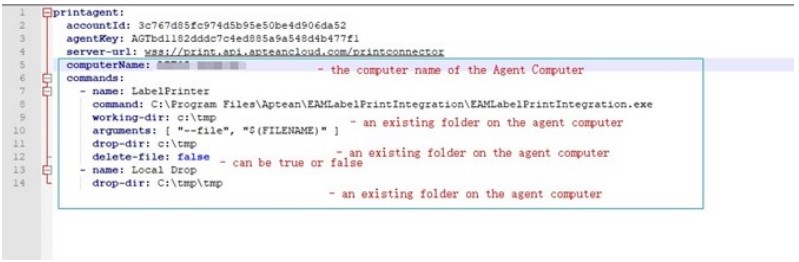 1 printagent:
2 accountId: 3c767d85fc974d5b95e50be4d906da52
3 agentKey: AGTbd1182dddc7c4ed885a9a548d4b477f1
4 server-url: wss://print.api.apteancloud.com/printconnector
5 computerName: - the computer name of the Agent Computer
6 commands:
7 - name: LabelPrinter
8 command: C:\Program Files\Aptean\EAMLabelPrintIntegration\EAMLabelPrintIntegration.exe
9 working-dir: c:\tmp - an existing folder on the agent computer
10 arguments: [ "--file", "$(FILENAME)" ]
11 drop-dir: c:\tmp - an existing folder on the agent computer
12 delete-file: false - can be true or false
13 - name: Local Drop
14 drop-dir: C:\tmp\tmp
- an existing folder on the agent computer